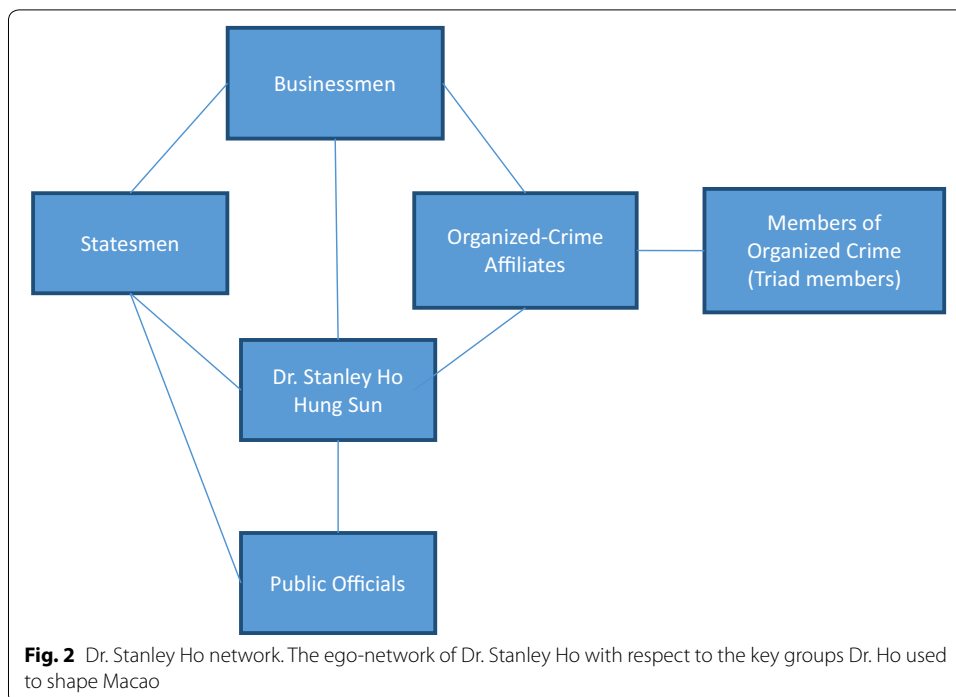 Businessmen
Statesmen
Organized-Crime
Affiliates
Members of
Organized Crime
(Triad members)
Dr. Stanley Ho
Hung Sun
Public Officials
Fig. 2 Dr. Stanley Ho network. The ego-network of Dr. Stanley Ho with respect to the key groups Dr. Ho used
to shape Macao